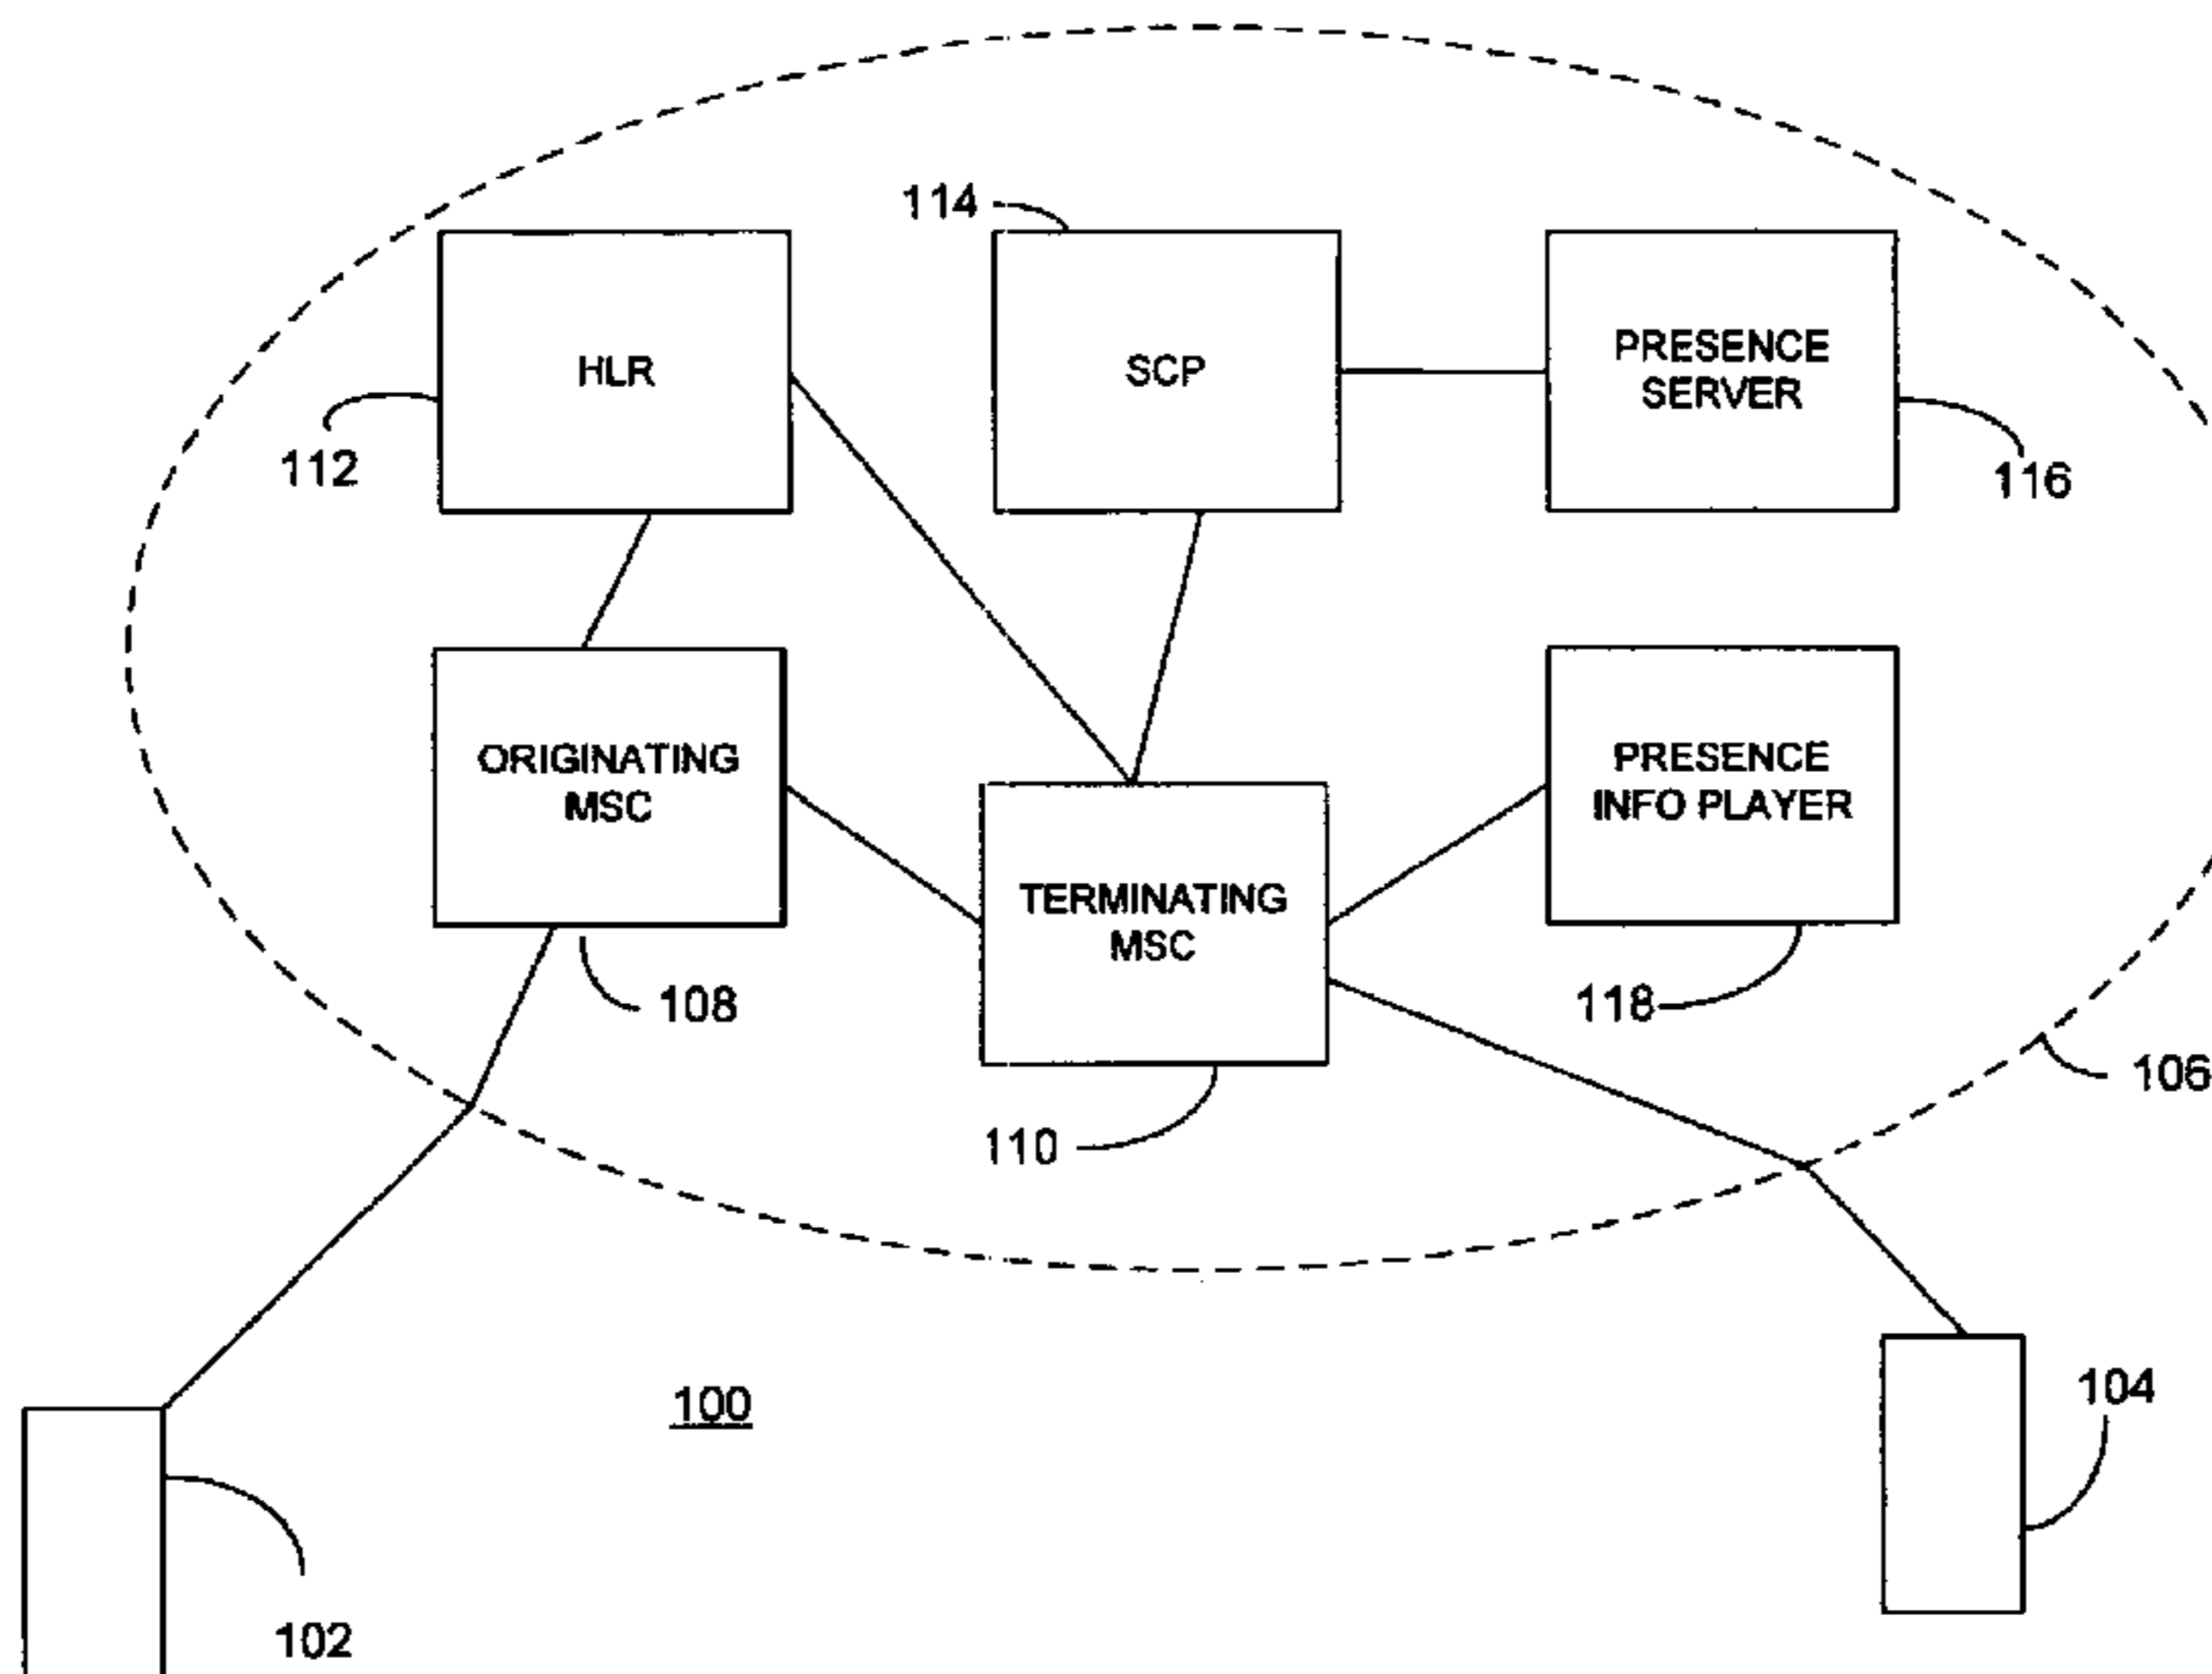 114
HLR
SCP
PRESENCE
SERVER
112
116
ORIGINATING
MSC
PRESENCE
INFO PLAYER
TERMINATING
MSC
108
118
106
110
100
104
102